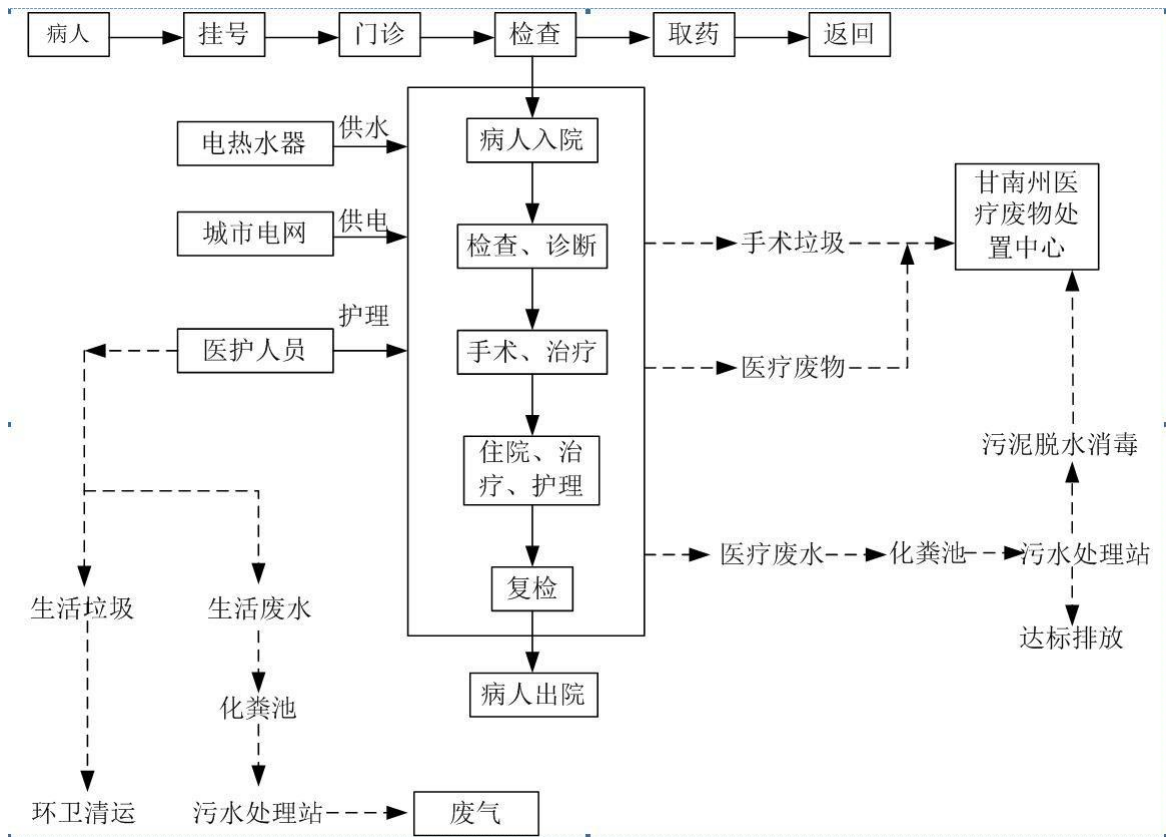 病人
挂号
门诊
检查
取药
返回
电热水器
供水
病人入院
城市电网
供电
检查、诊断
手术垃圾
甘南州医
疗废物处
置中心
医护人员
护理
手术、治疗
医疗废物
住院、治
疗、护理
污泥脱水消毒
医疗废水
化粪池
污水处理站
复检
生活垃圾
生活废水
达标排放
病人出院
化粪池
环卫清运
污水处理站
废气